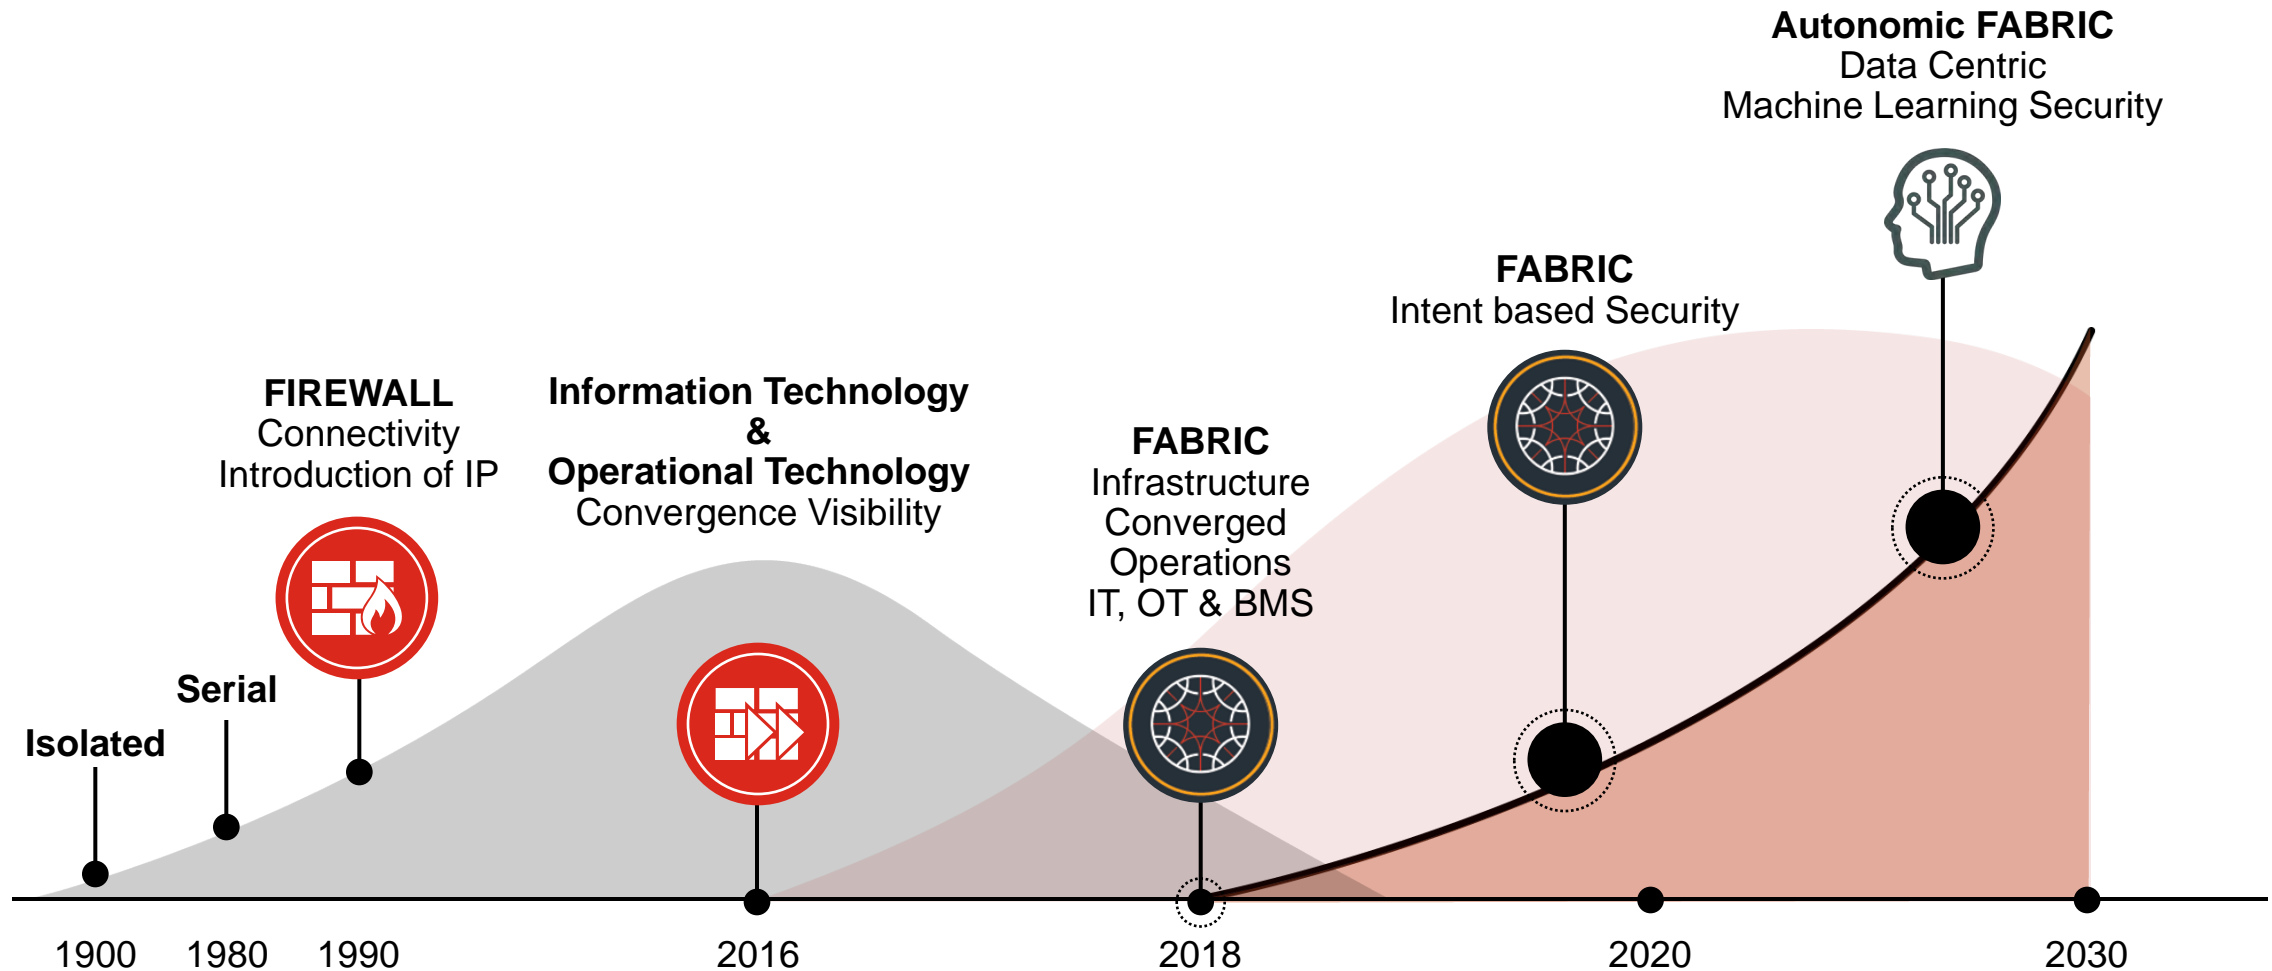 Autonomic FABRIC
Data Centric
Machine Learning Security
FABRIC
Intent based Security
FIREWALL
Connectivity
Introduction of IP
Information Technology
&
Operational Technology
Convergence Visibility
FABRIC
Infrastructure
Converged
Operations
IT, OT & BMS
Serial
Isolated
1900
1980
1990
2016
2018
2020
2030